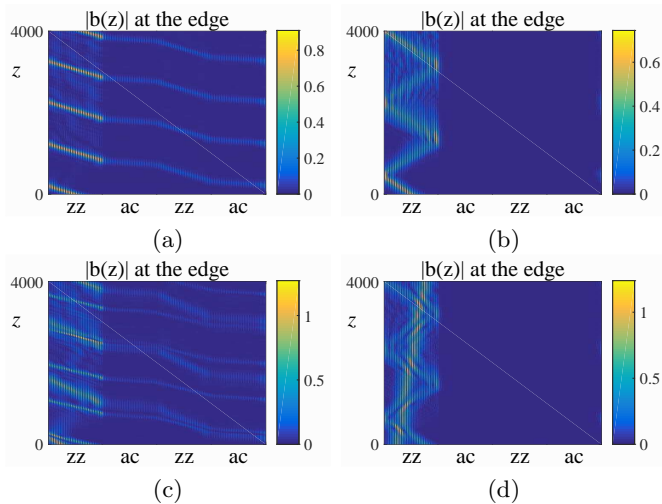 |b(z)| at the edge
|b(z)| at the edge
4000
z
0
zz ac zz ac
0.8
0.6
0.4
0.2
0
4000
z
0
zz ac zz ac
0.6
0.4
0.2
0
(a)
(b)
|b(z)| at the edge
|b(z)| at the edge
4000
z
0
zz ac zz ac
1
0.5
0
4000
z
0
zz ac zz ac
1
0.5
0
(c)
(d)